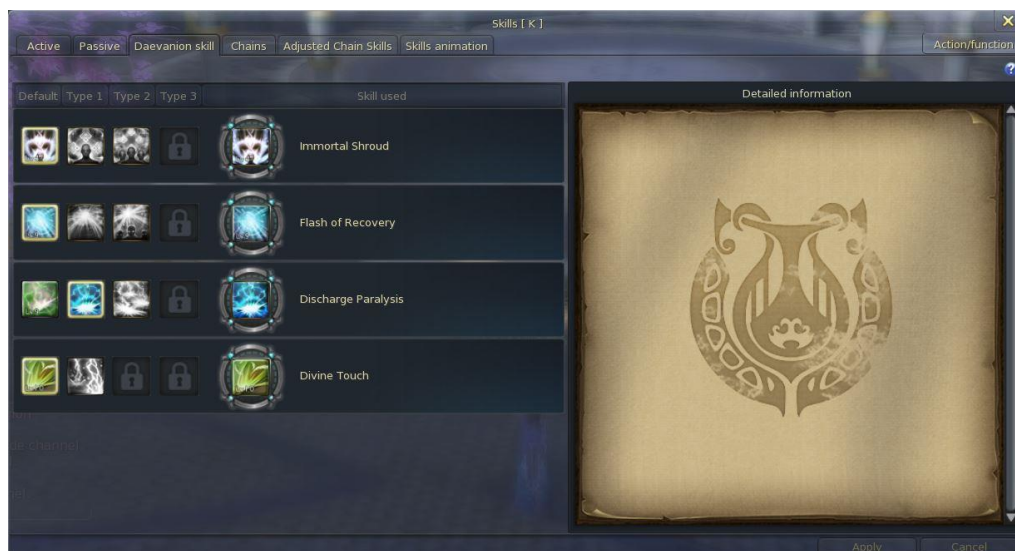 Skills [ K ]
Active Passive Daevanion skill Chains Adjusted Chain Skills Skills animation Action/function
Default Type 1 Type 2 Type 3 Skill used Detailed information
Immortal Shroud
Flash of Recovery
Discharge Paralysis
Divine Touch
Apply Cancel